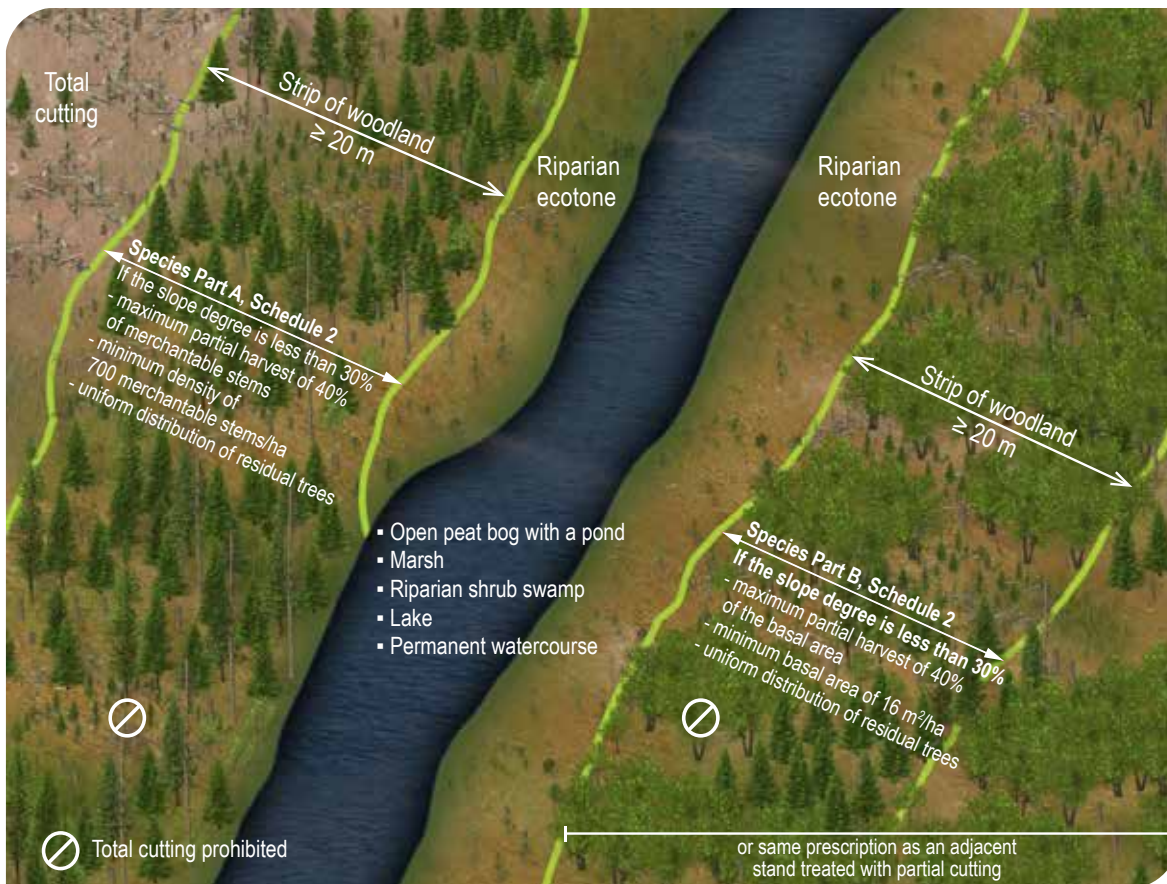 Total
cutting
Strip of woodland
≥ 20 m
Riparian
ecotone
Riparian
ecotone
Species Part A, Schedule 2
If the slope degree is less than 30%
- maximum partial harvest of 40%
of merchantable stems
- minimum density of
700 merchantable stems/ha
- uniform distribution of residual trees
Strip of woodland
≥ 20 m
▪ Open peat bog with a pond
▪ Marsh
▪ Riparian shrub swamp
▪ Lake
▪ Permanent watercourse
Species Part B, Schedule 2
If the slope degree is less than 30%
- maximum partial harvest of 40%
of the basal area
- minimum basal area of 16 m²/ha
- uniform distribution of residual trees
Total cutting prohibited
or same prescription as an adjacent
stand treated with partial cutting